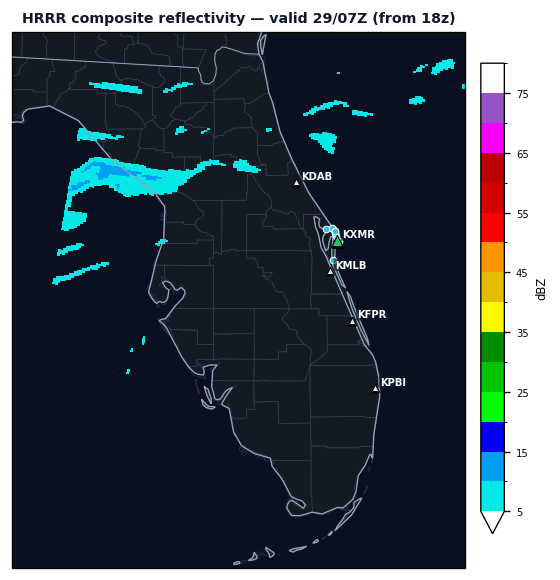 HRRR composite reflectivity — valid 29/07Z (from 18z)
KDAB
KXMR
KMLB
KFPR
KPBI
75
65
55
45
35
25
15
5
dBZ